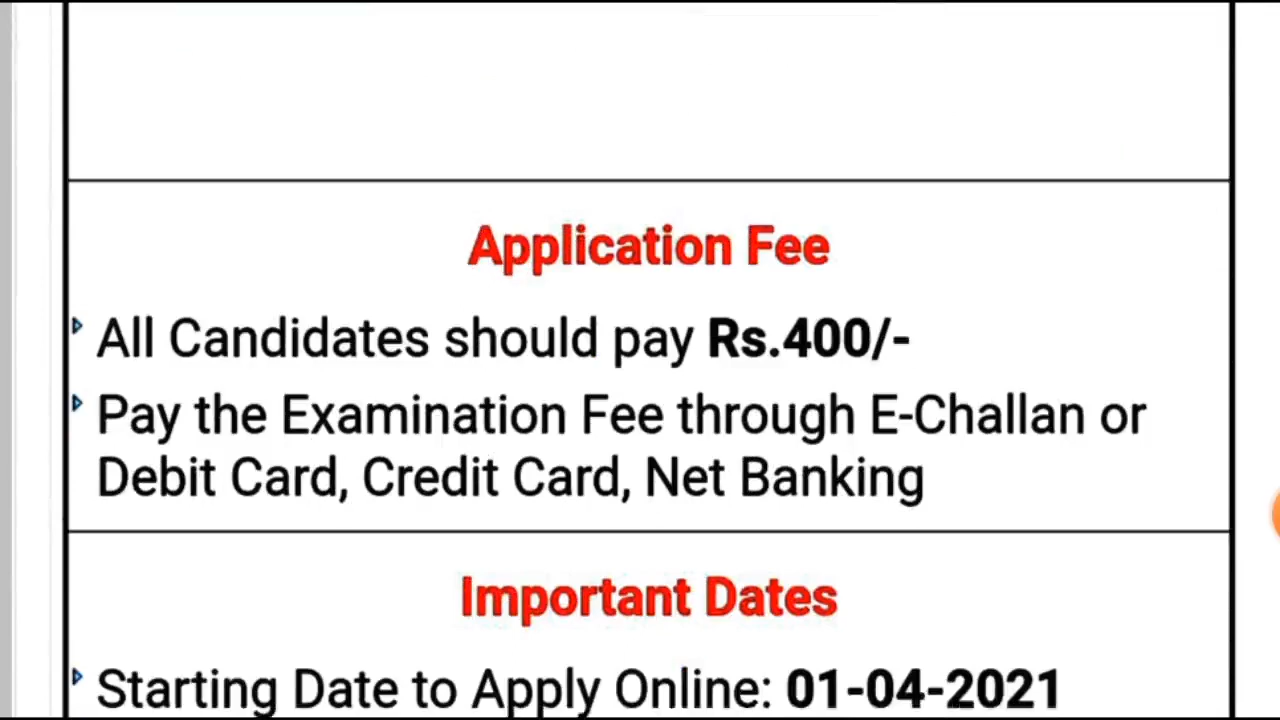 Application Fee
All Candidates should pay Rs.400/-
Pay the Examination Fee through E-Challan or
Debit Card, Credit Card, Net Banking
Important Dates
Starting Date to Apply Online: 01-04-2021